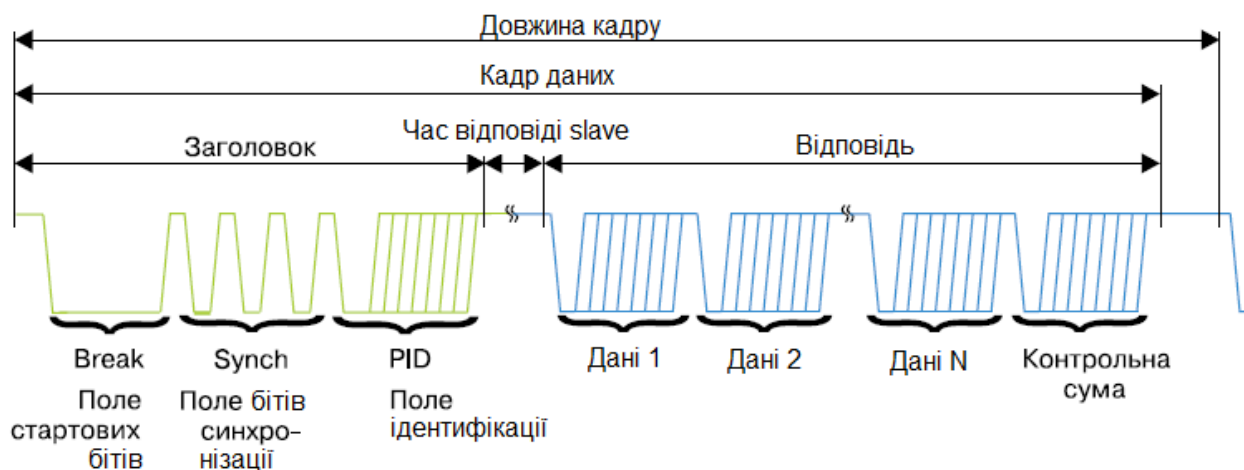 Довжина кадру
Кадр даних
Час відповіді slave
Заголовок
Відповідь
Break
Synch
PID
Дані 1
Дані 2
Дані N
Контрольна
сума
Поле
стартових
бітів
Поле бітів
синхро-
нізації
Поле
ідентифікації